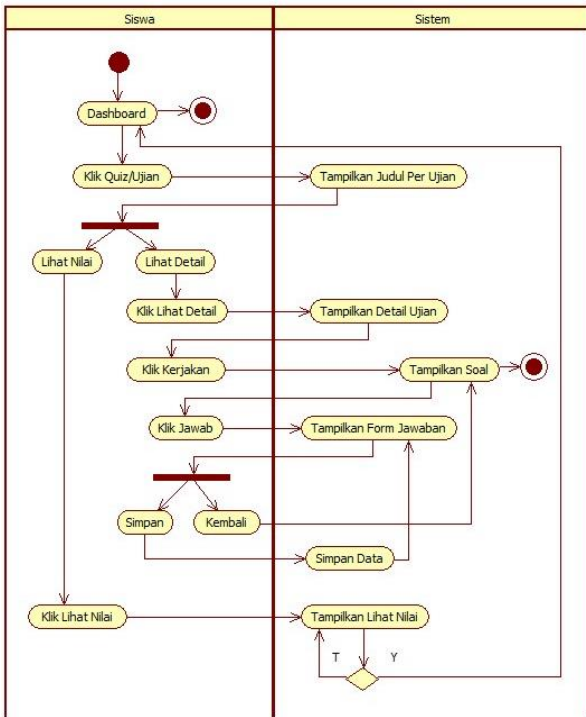 Siswa
Sistem
Dashboard
Klik Quiz/Ujian
Tampilkan Judul Per Ujian
Lihat Nilai
Lihat Detail
Klik Lihat Detail
Tampilkan Detail Ujian
Klik Kerjakan
Tampilkan Soal
Klik Jawab
Tampilkan Form Jawaban
Simpan
Kembali
Simpan Data
Klik Lihat Nilai
Tampilkan Lihat Nilai
T
Y